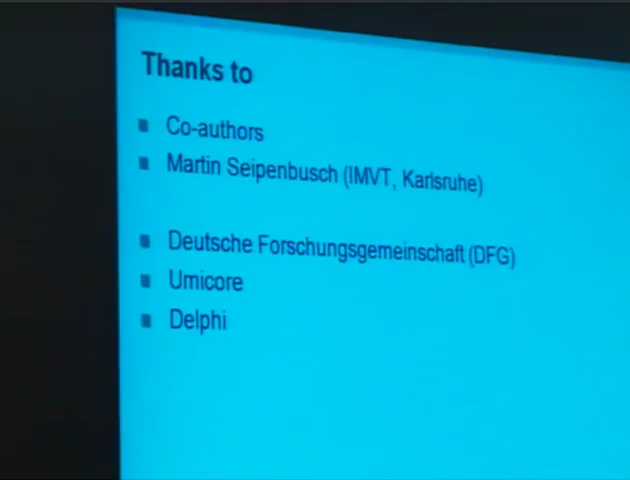 Thanks to
Co-authors
Martin Seipenbusch (IMVT, Karlsruhe)
Deutsche Forschungsgemeinschaft (DFG)
Umicore
Delphi